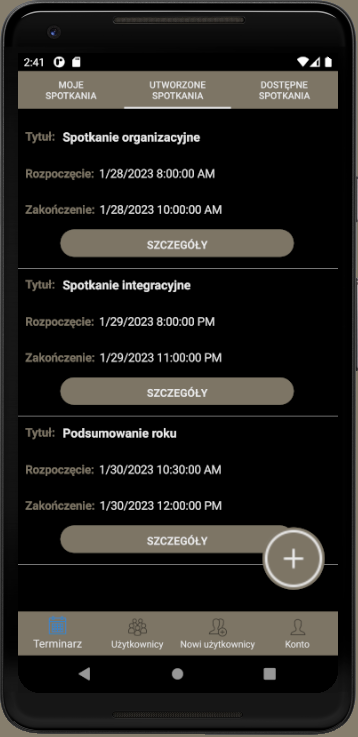 2:41
MOJE
SPOTKANIA
UTWORZONE
SPOTKANIA
DOSTĘPNE
SPOTKANIA
Tytuł: Spotkanie organizacyjne
Rozpoczęcie: 1/28/2023 8:00:00 AM
Zakończenie: 1/28/2023 10:00:00 AM
SZCZEGÓŁY
Tytuł: Spotkanie integracyjne
Rozpoczęcie: 1/29/2023 8:00:00 PM
Zakończenie: 1/29/2023 11:00:00 PM
SZCZEGÓŁY
Tytuł: Podsumowanie roku
Rozpoczęcie: 1/30/2023 10:30:00 AM
Zakończenie: 1/30/2023 12:00:00 PM
SZCZEGÓŁY
+
Terminarz
Użytkownicy
Nowi użytkownicy
Konto